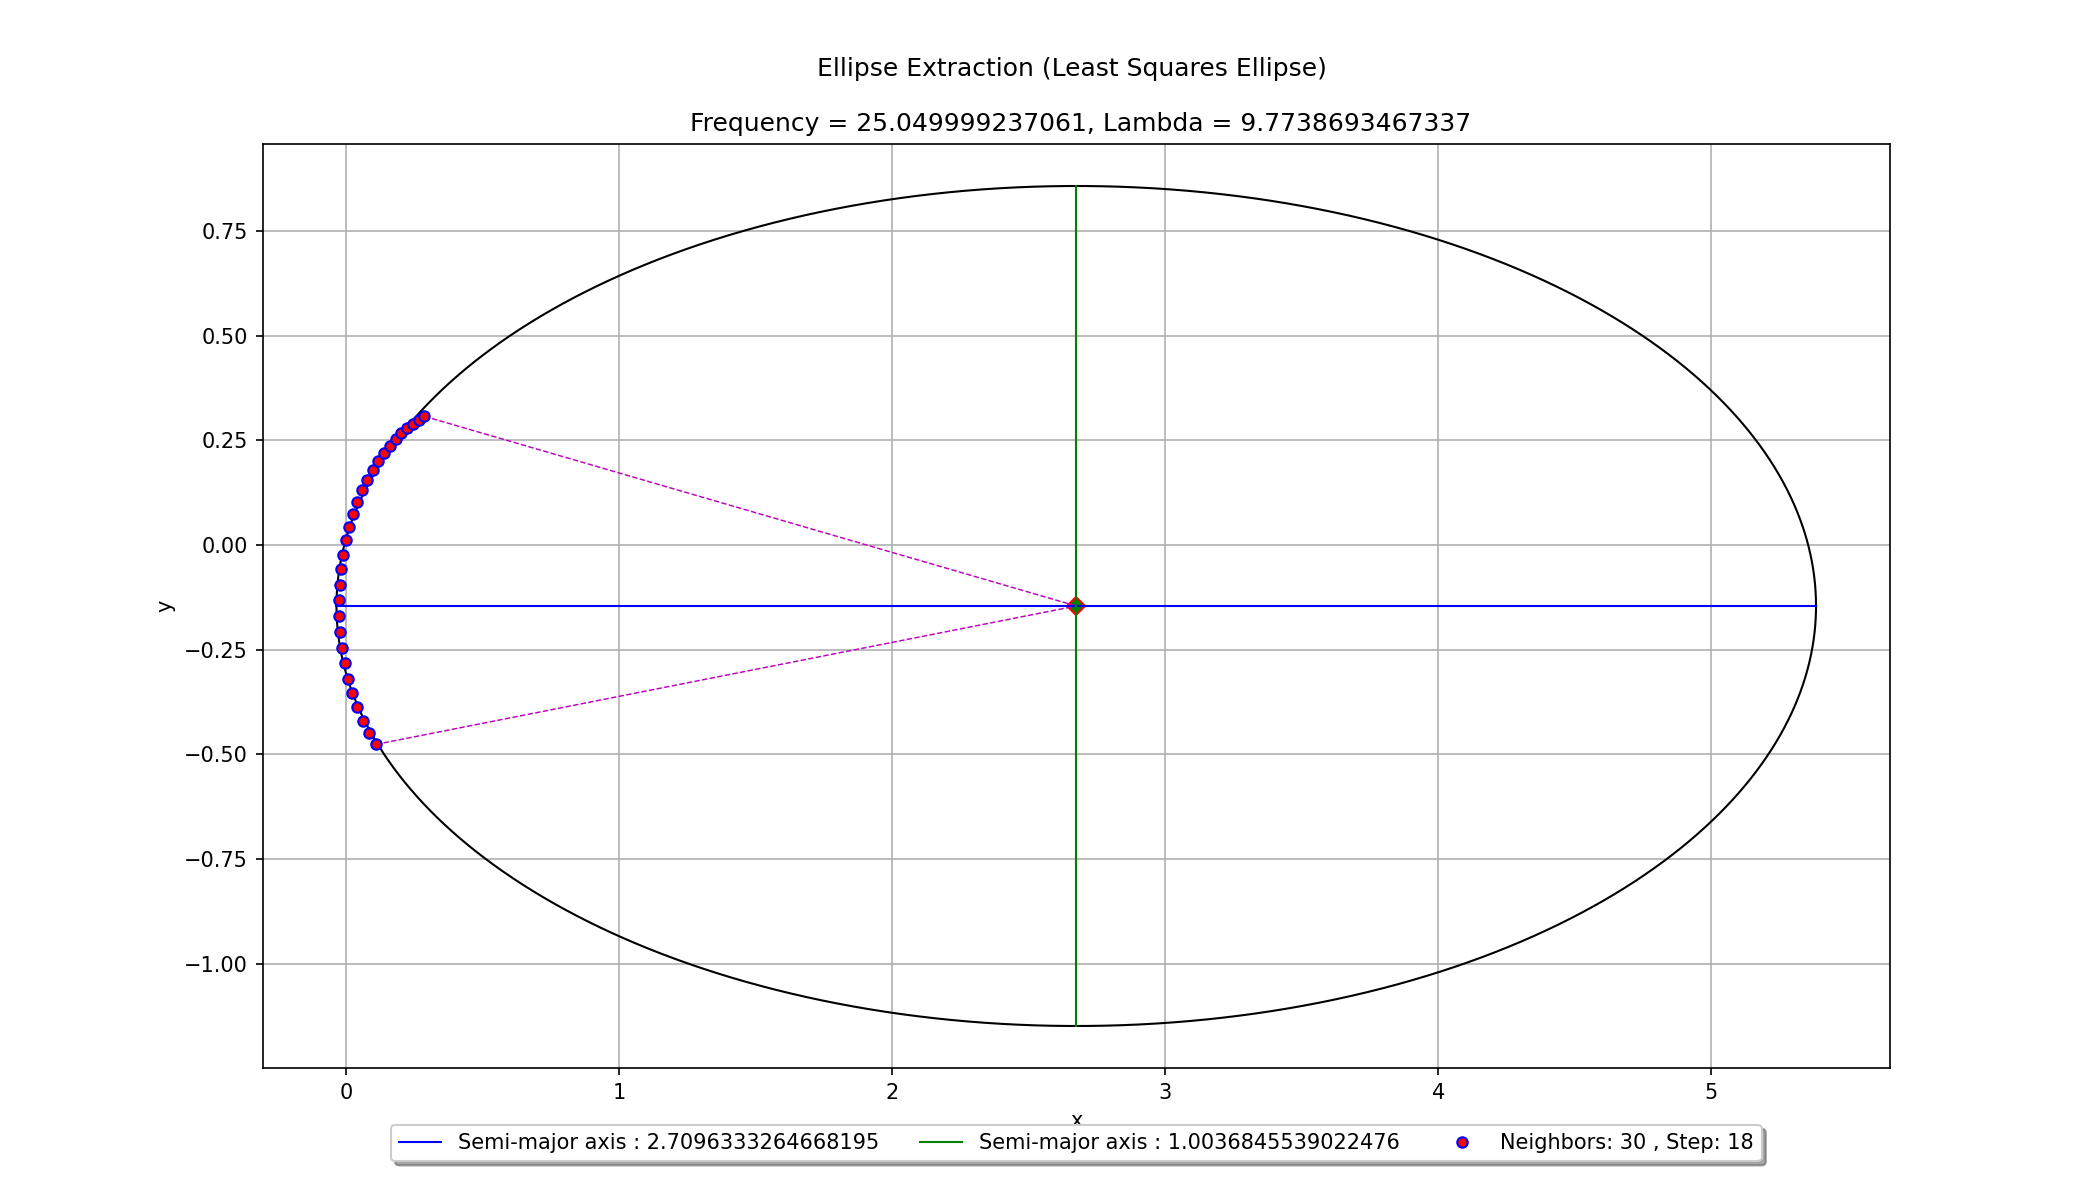 Ellipse Extraction (Least Squares Ellipse)
Frequency = 25.049999237061, Lambda = 9.7738693467337
0.75
0.50
0.25
0.00
−0.25
−0.50
−0.75
−1.00
y
0 1 2 3 4 5
x
Semi-major axis : 2.7096333264668195 Semi-major axis : 1.0036845539022476 Neighbors: 30 , Step: 18